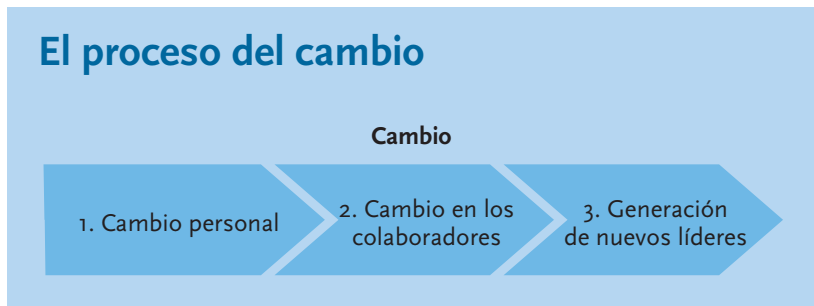 El proceso del cambio
Cambio
1. Cambio personal
2. Cambio en los
colaboradores
3. Generación
de nuevos líderes